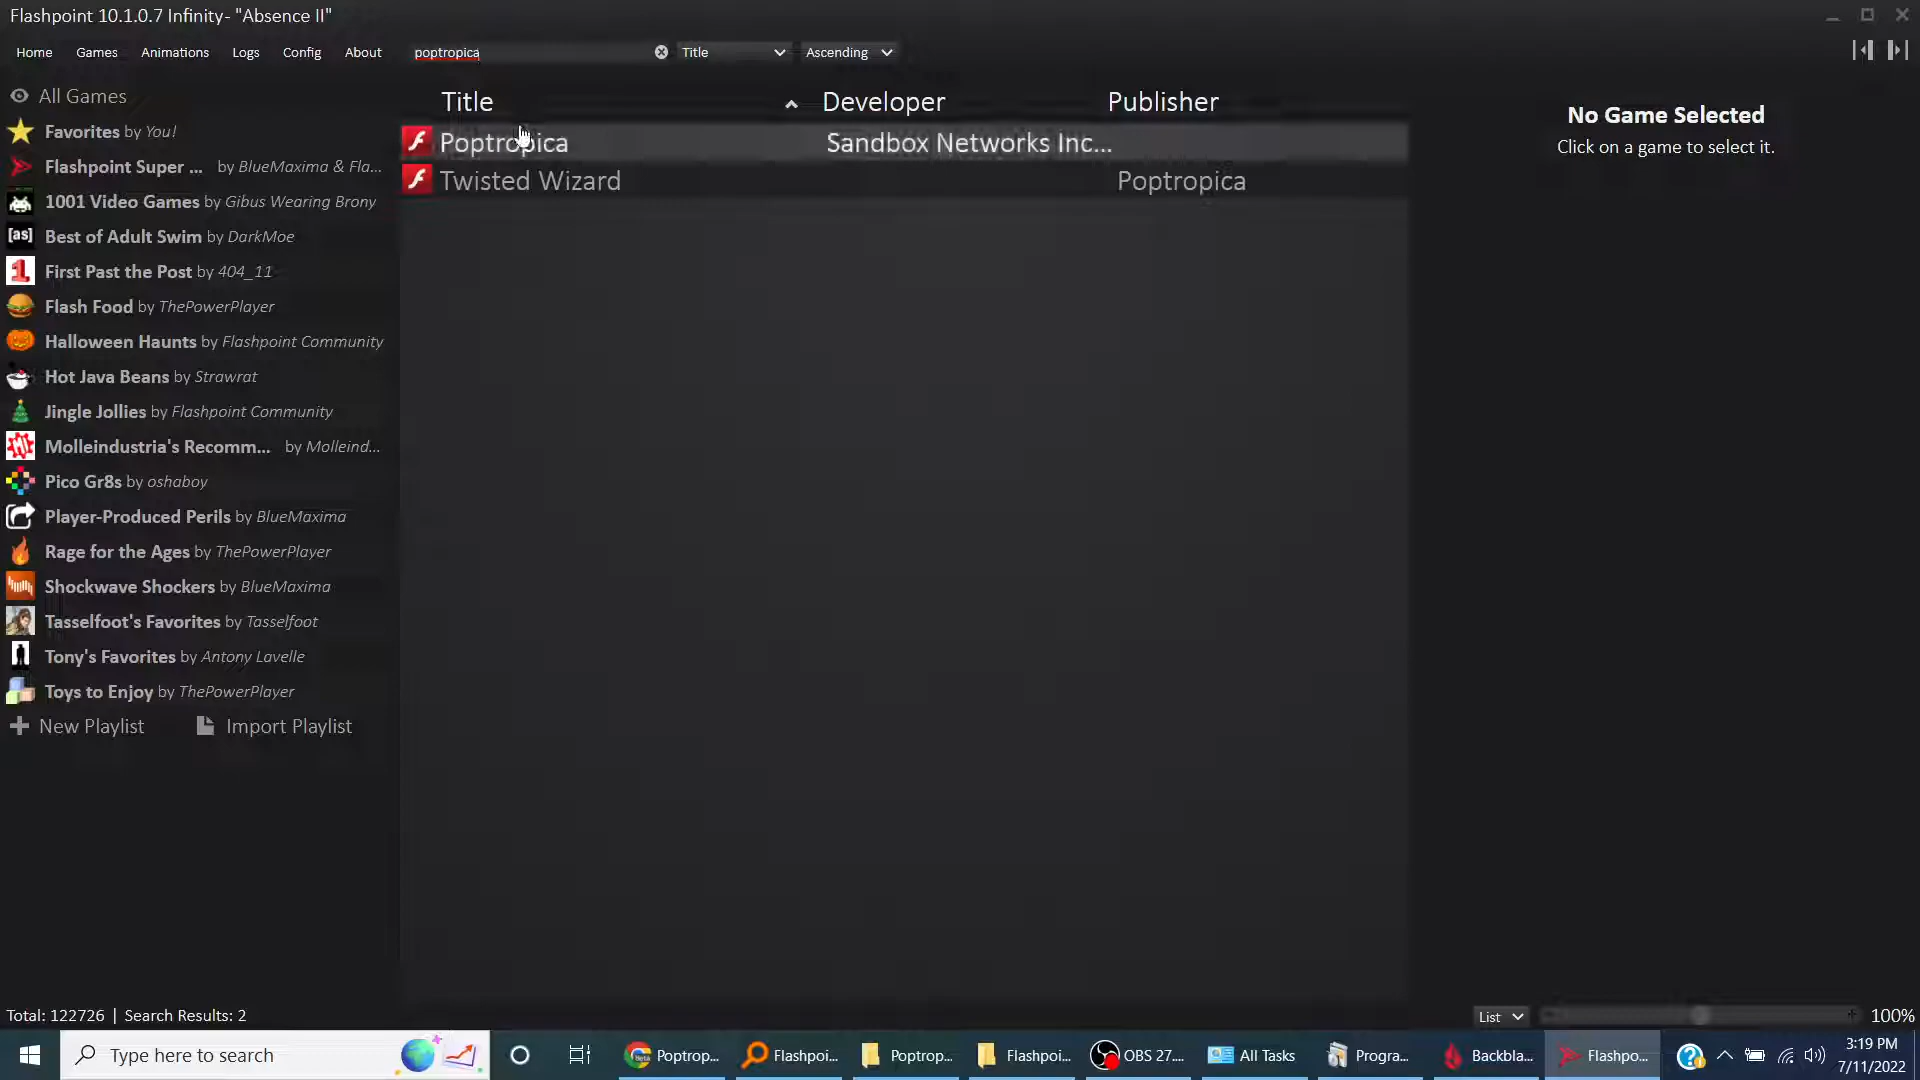 Flashpoint 10.1.0.7 Infinity- "Absence II"
Home Games Animations Logs Config About poptropica Title Ascending
All Games
Favorites by You!
Flashpoint Super ... by BlueMaxima & Fla...
1001 Video Games by Gibus Wearing Brony
[as] Best of Adult Swim by DarkMoe
1 First Past the Post by 404_11
Flash Food by ThePowerPlayer
Halloween Haunts by Flashpoint Community
Hot Java Beans by Strawrat
Jingle Jollies by Flashpoint Community
Molleindustria's Recomm... by Molleind...
Pico Gr8s by oshaboy
Player-Produced Perils by BlueMaxima
Rage for the Ages by ThePowerPlayer
Shockwave Shockers by BlueMaxima
Tasselfoot's Favorites by Tasselfoot
Tony's Favorites by Antony Lavelle
Toys to Enjoy by ThePowerPlayer
New Playlist Import Playlist
Title Developer Publisher
Poptropica Sandbox Networks Inc...
Twisted Wizard Poptropica
No Game Selected
Click on a game to select it.
Total: 122726 | Search Results: 2
List 100%
Type here to search Poptrop... Flashpoi... Poptrop... Flashpoi... OBS 27.... All Tasks Progra... Backbla... Flashpo... 3:19 PM
7/11/2022